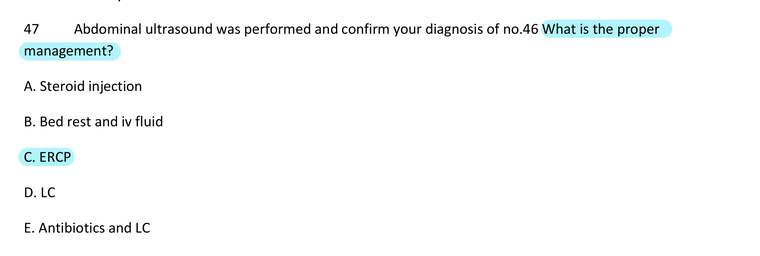 47 Abdominal ultrasound was performed and confirm your diagnosis of no.46 What is the proper
management?
A. Steroid injection
B. Bed rest and iv fluid
C. ERCP
D. LC
E. Antibiotics and LC